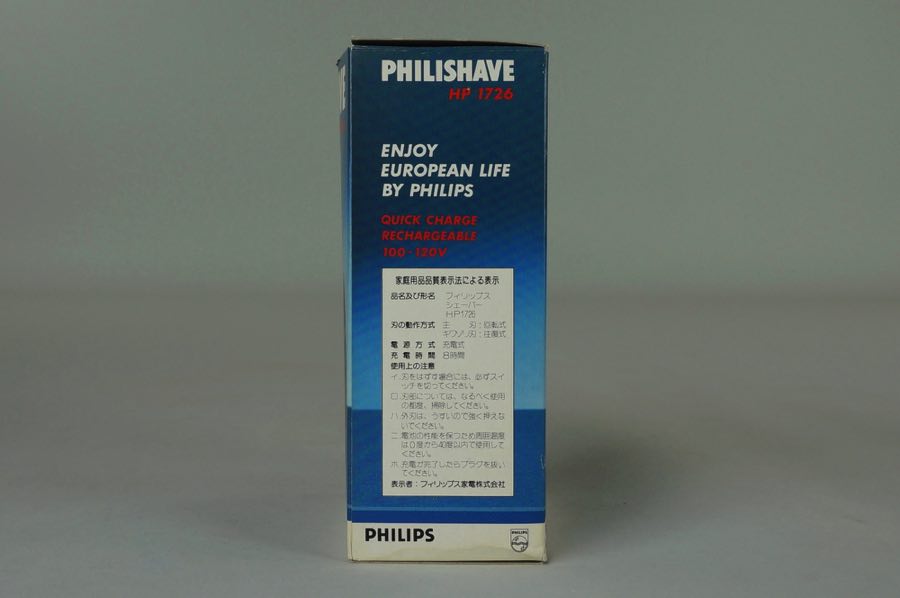 PHILISHAVE
HP 1726
ENJOY
EUROPEAN LIFE
BY PHILIPS
QUICK CHARGE
RECHARGEABLE
100-120V
家庭用品品質表示法による表示
品名及び形名 フィリップス
シェーバー
HP1726
刃の動作方式 主 刃:回転式
キワゾリ刃:往復式
電源方式 充電式
充電時間 8時間
使用上の注意
イ.刃をはずす場合には、必ずスイ
ッチを切ってください。
ロ.刃部については、なるべく使用
の都度、掃除してください。
ハ.外刃は、うすいので強く押えな
いでください。
ニ.電池の性能を保つため周囲温度
は0度から40度以内で使用して
ください。
ホ.充電が完了したらプラグを抜い
てください。
表示者:フィリップス家電株式会社
PHILIPS
PHILIPS